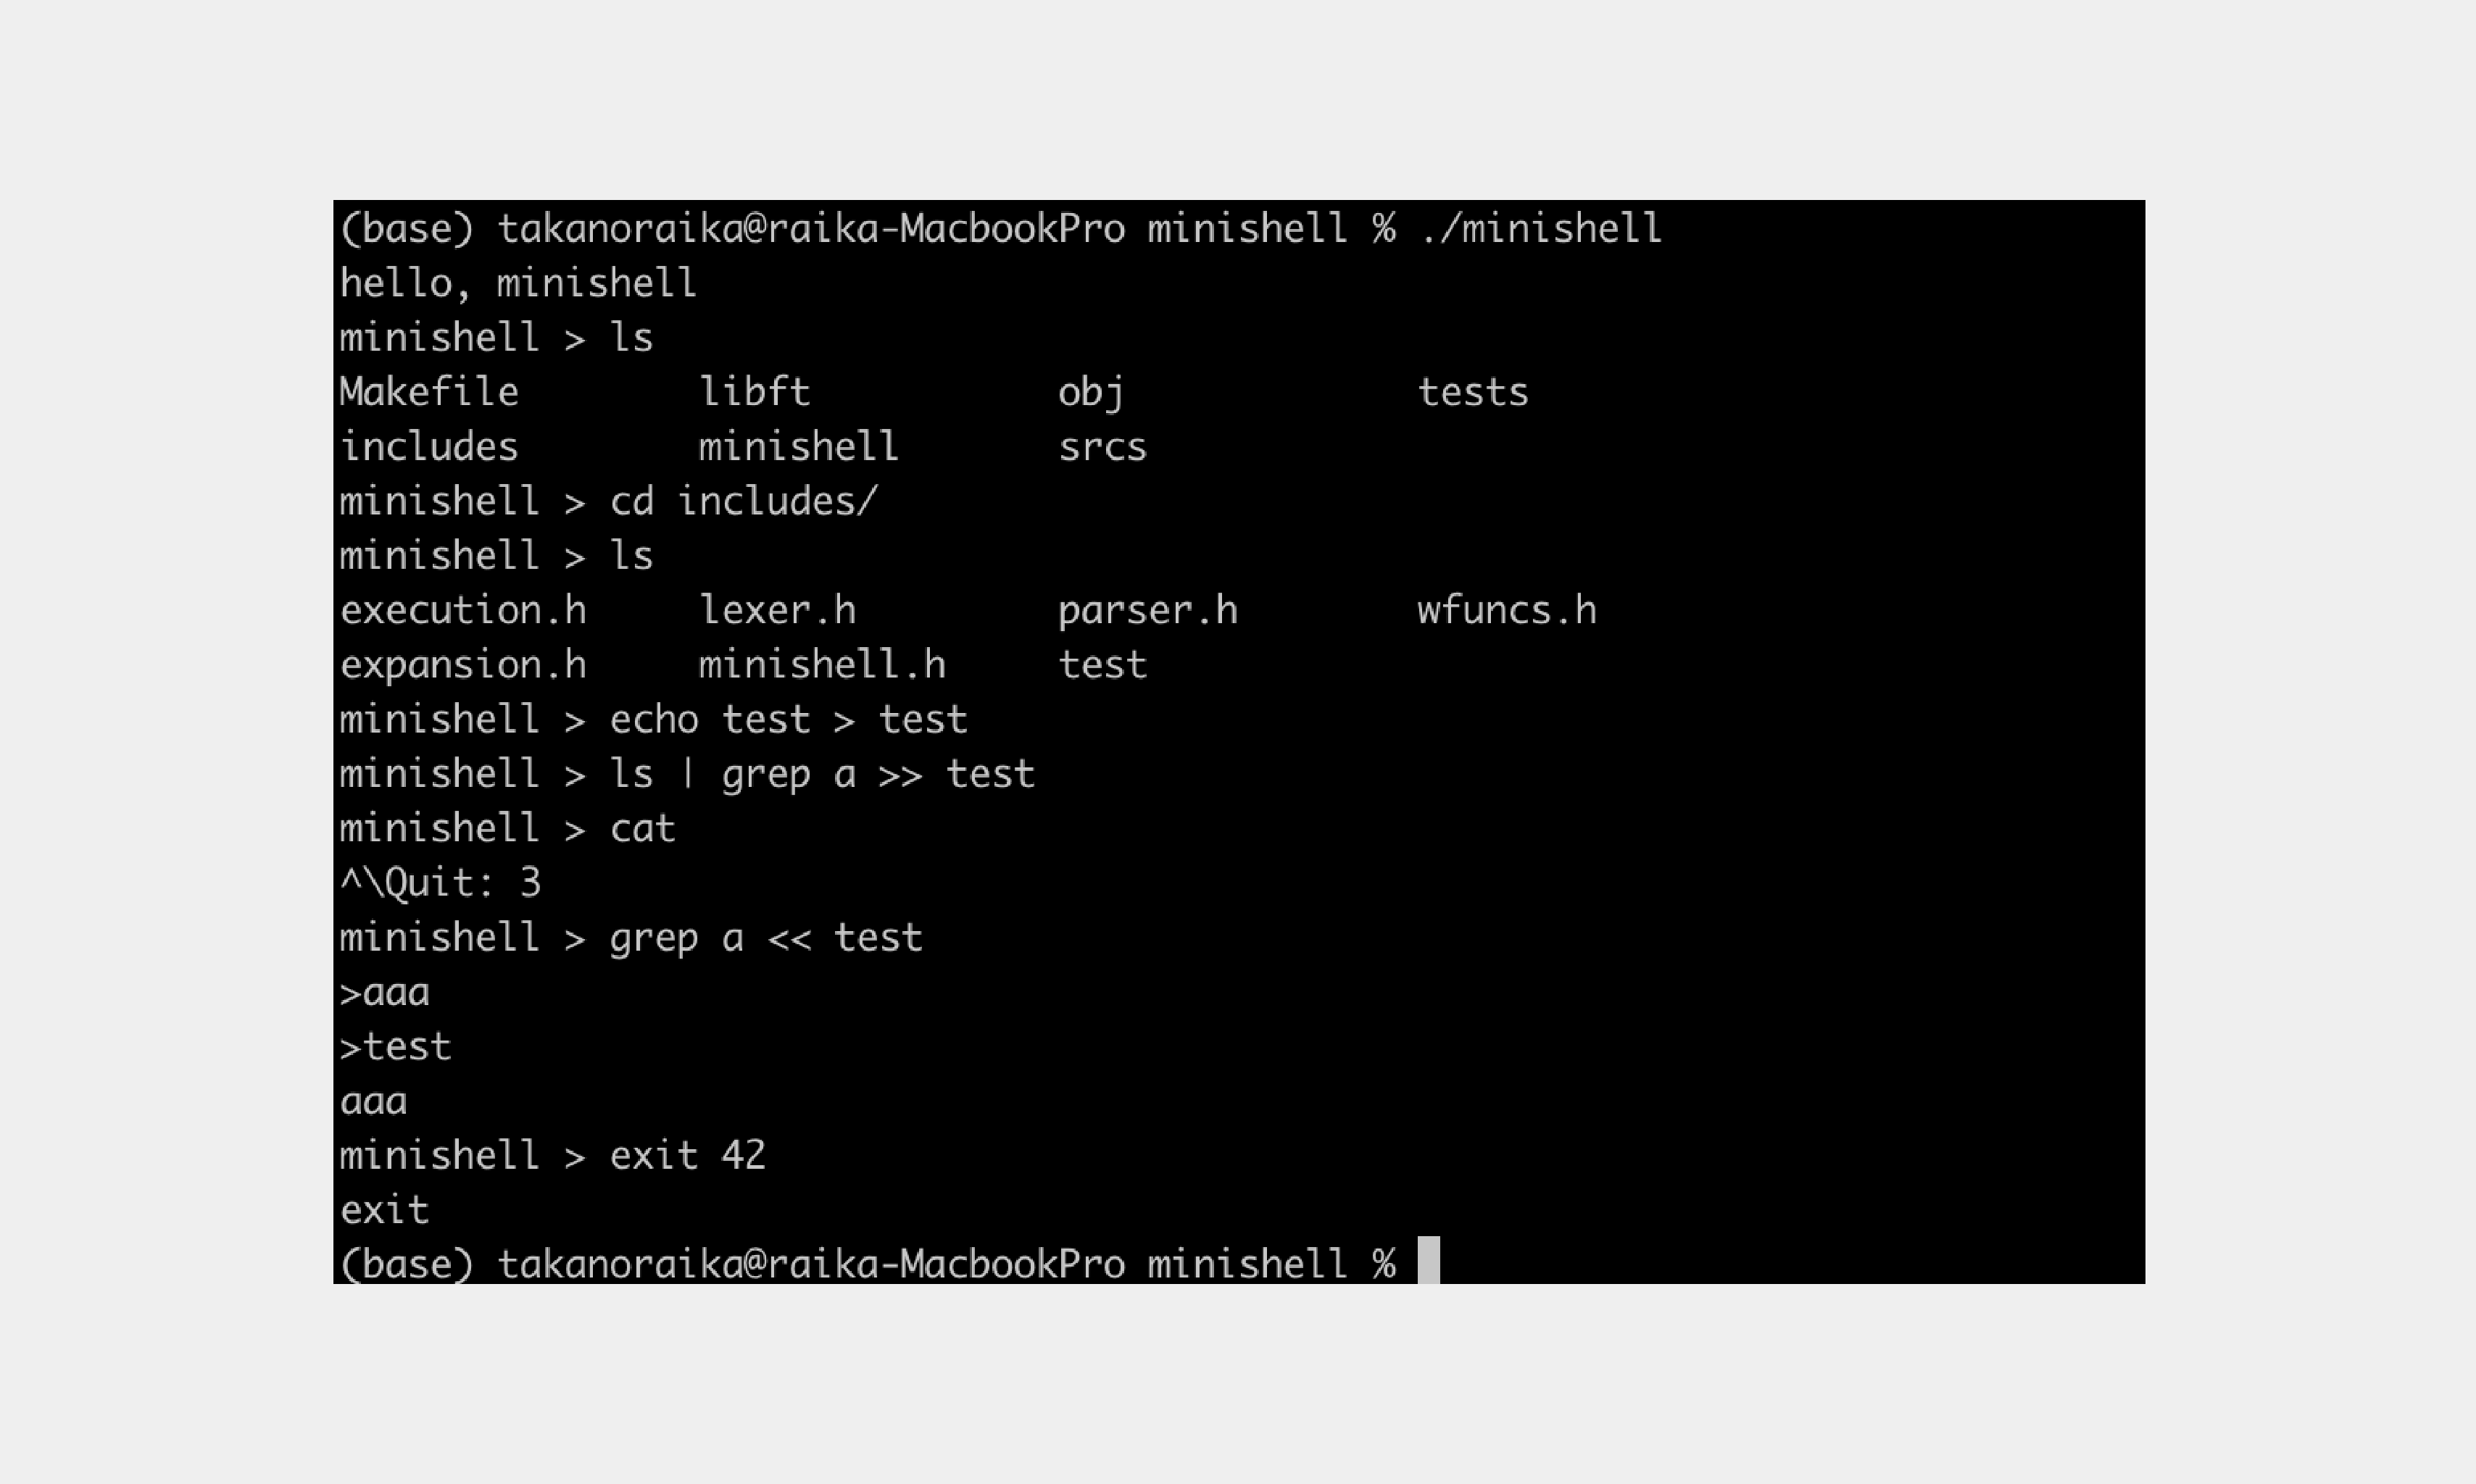 (base) takanoraika@raika-MacbookPro minishell % ./minishell
hello, minishell
minishell > ls
Makefile        libft           obj             tests
includes        minishell       srcs
minishell > cd includes/
minishell > ls
execution.h     lexer.h         parser.h        wfuncs.h
expansion.h     minishell.h     test
minishell > echo test > test
minishell > ls | grep a >> test
minishell > cat
^\Quit: 3
minishell > grep a << test
>aaa
>test
aaa
minishell > exit 42
exit
(base) takanoraika@raika-MacbookPro minishell %